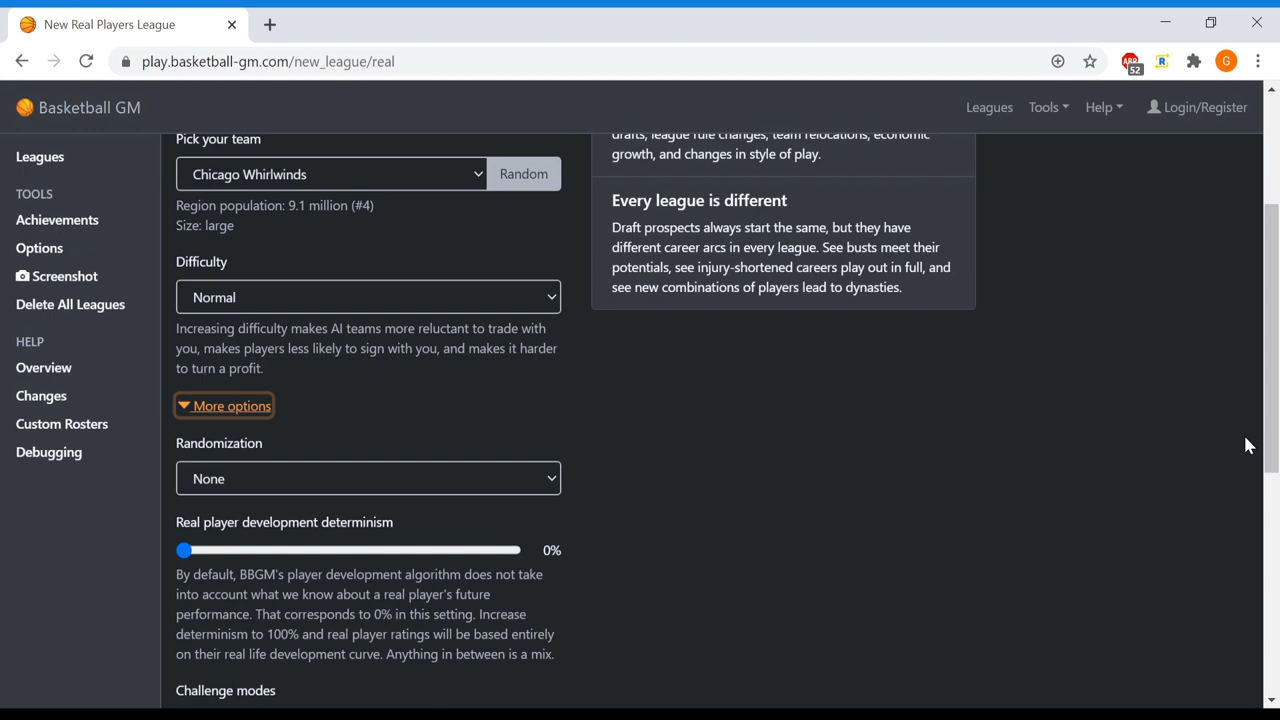 New Real Players League
play.basketball-gm.com/new_league/real
ABP
52
R
G
Basketball GM
Leagues
Tools
Help
Login/Register
Leagues
TOOLS
Achievements
Options
Screenshot
Delete All Leagues
HELP
Overview
Changes
Custom Rosters
Debugging
Pick your team
Chicago Whirlwinds
Random
Region population: 9.1 million (#4)
Size: large
Difficulty
Normal
Increasing difficulty makes AI teams more reluctant to trade with
you, makes players less likely to sign with you, and makes it harder
to turn a profit.
More options
Randomization
None
Real player development determinism
0%
By default, BBGM's player development algorithm does not take
into account what we know about a real player's future
performance. That corresponds to 0% in this setting. Increase
determinism to 100% and real player ratings will be based entirely
on their real life development curve. Anything in between is a mix.
Challenge modes
drafts, league rule changes, team relocations, economic
growth, and changes in style of play.
Every league is different
Draft prospects always start the same, but they have
different career arcs in every league. See busts meet their
potentials, see injury-shortened careers play out in full, and
see new combinations of players lead to dynasties.